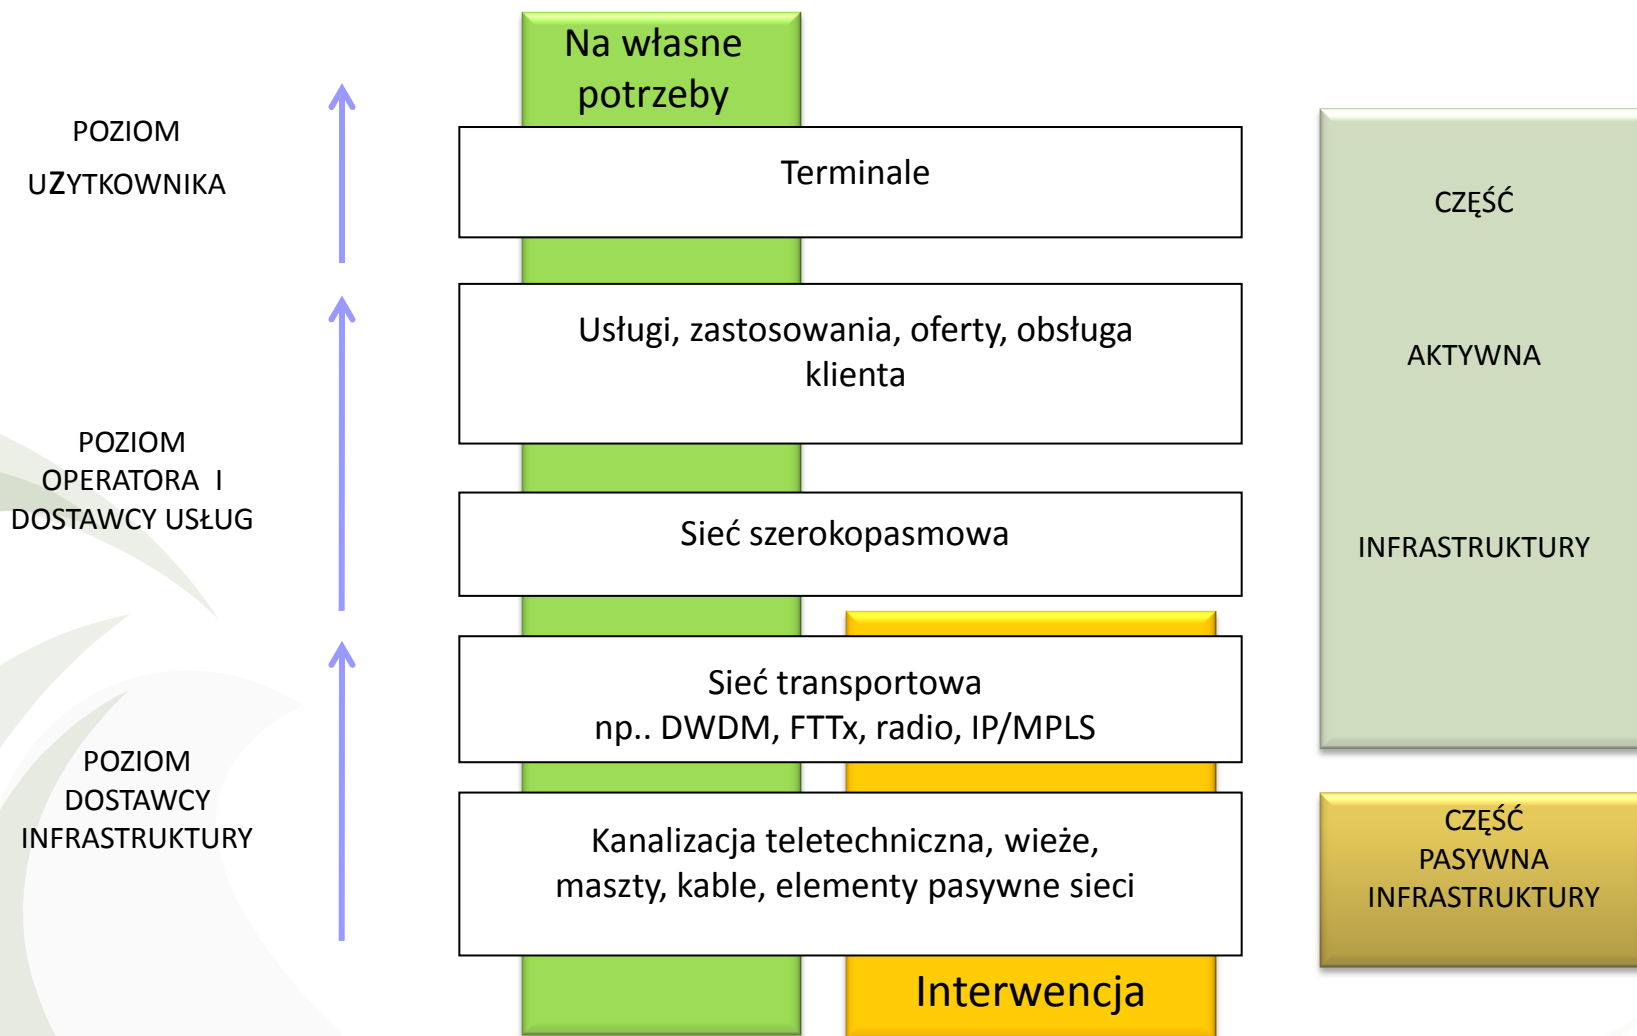 Na własne
potrzeby
POZIOM
UZYTKOWNIKA
Terminale
CZĘŚĆ
AKTYWNA
INFRASTRUKTURY
Usługi, zastosowania, oferty, obsługa
klienta
POZIOM
OPERATORA I
DOSTAWCY USŁUG
Sieć szerokopasmowa
Sieć transportowa
np.. DWDM, FTTx, radio, IP/MPLS
POZIOM
DOSTAWCY
INFRASTRUKTURY
Kanalizacja teletechniczna, wieże,
maszty, kable, elementy pasywne sieci
CZĘŚĆ
PASYWNA
INFRASTRUKTURY
Interwencja